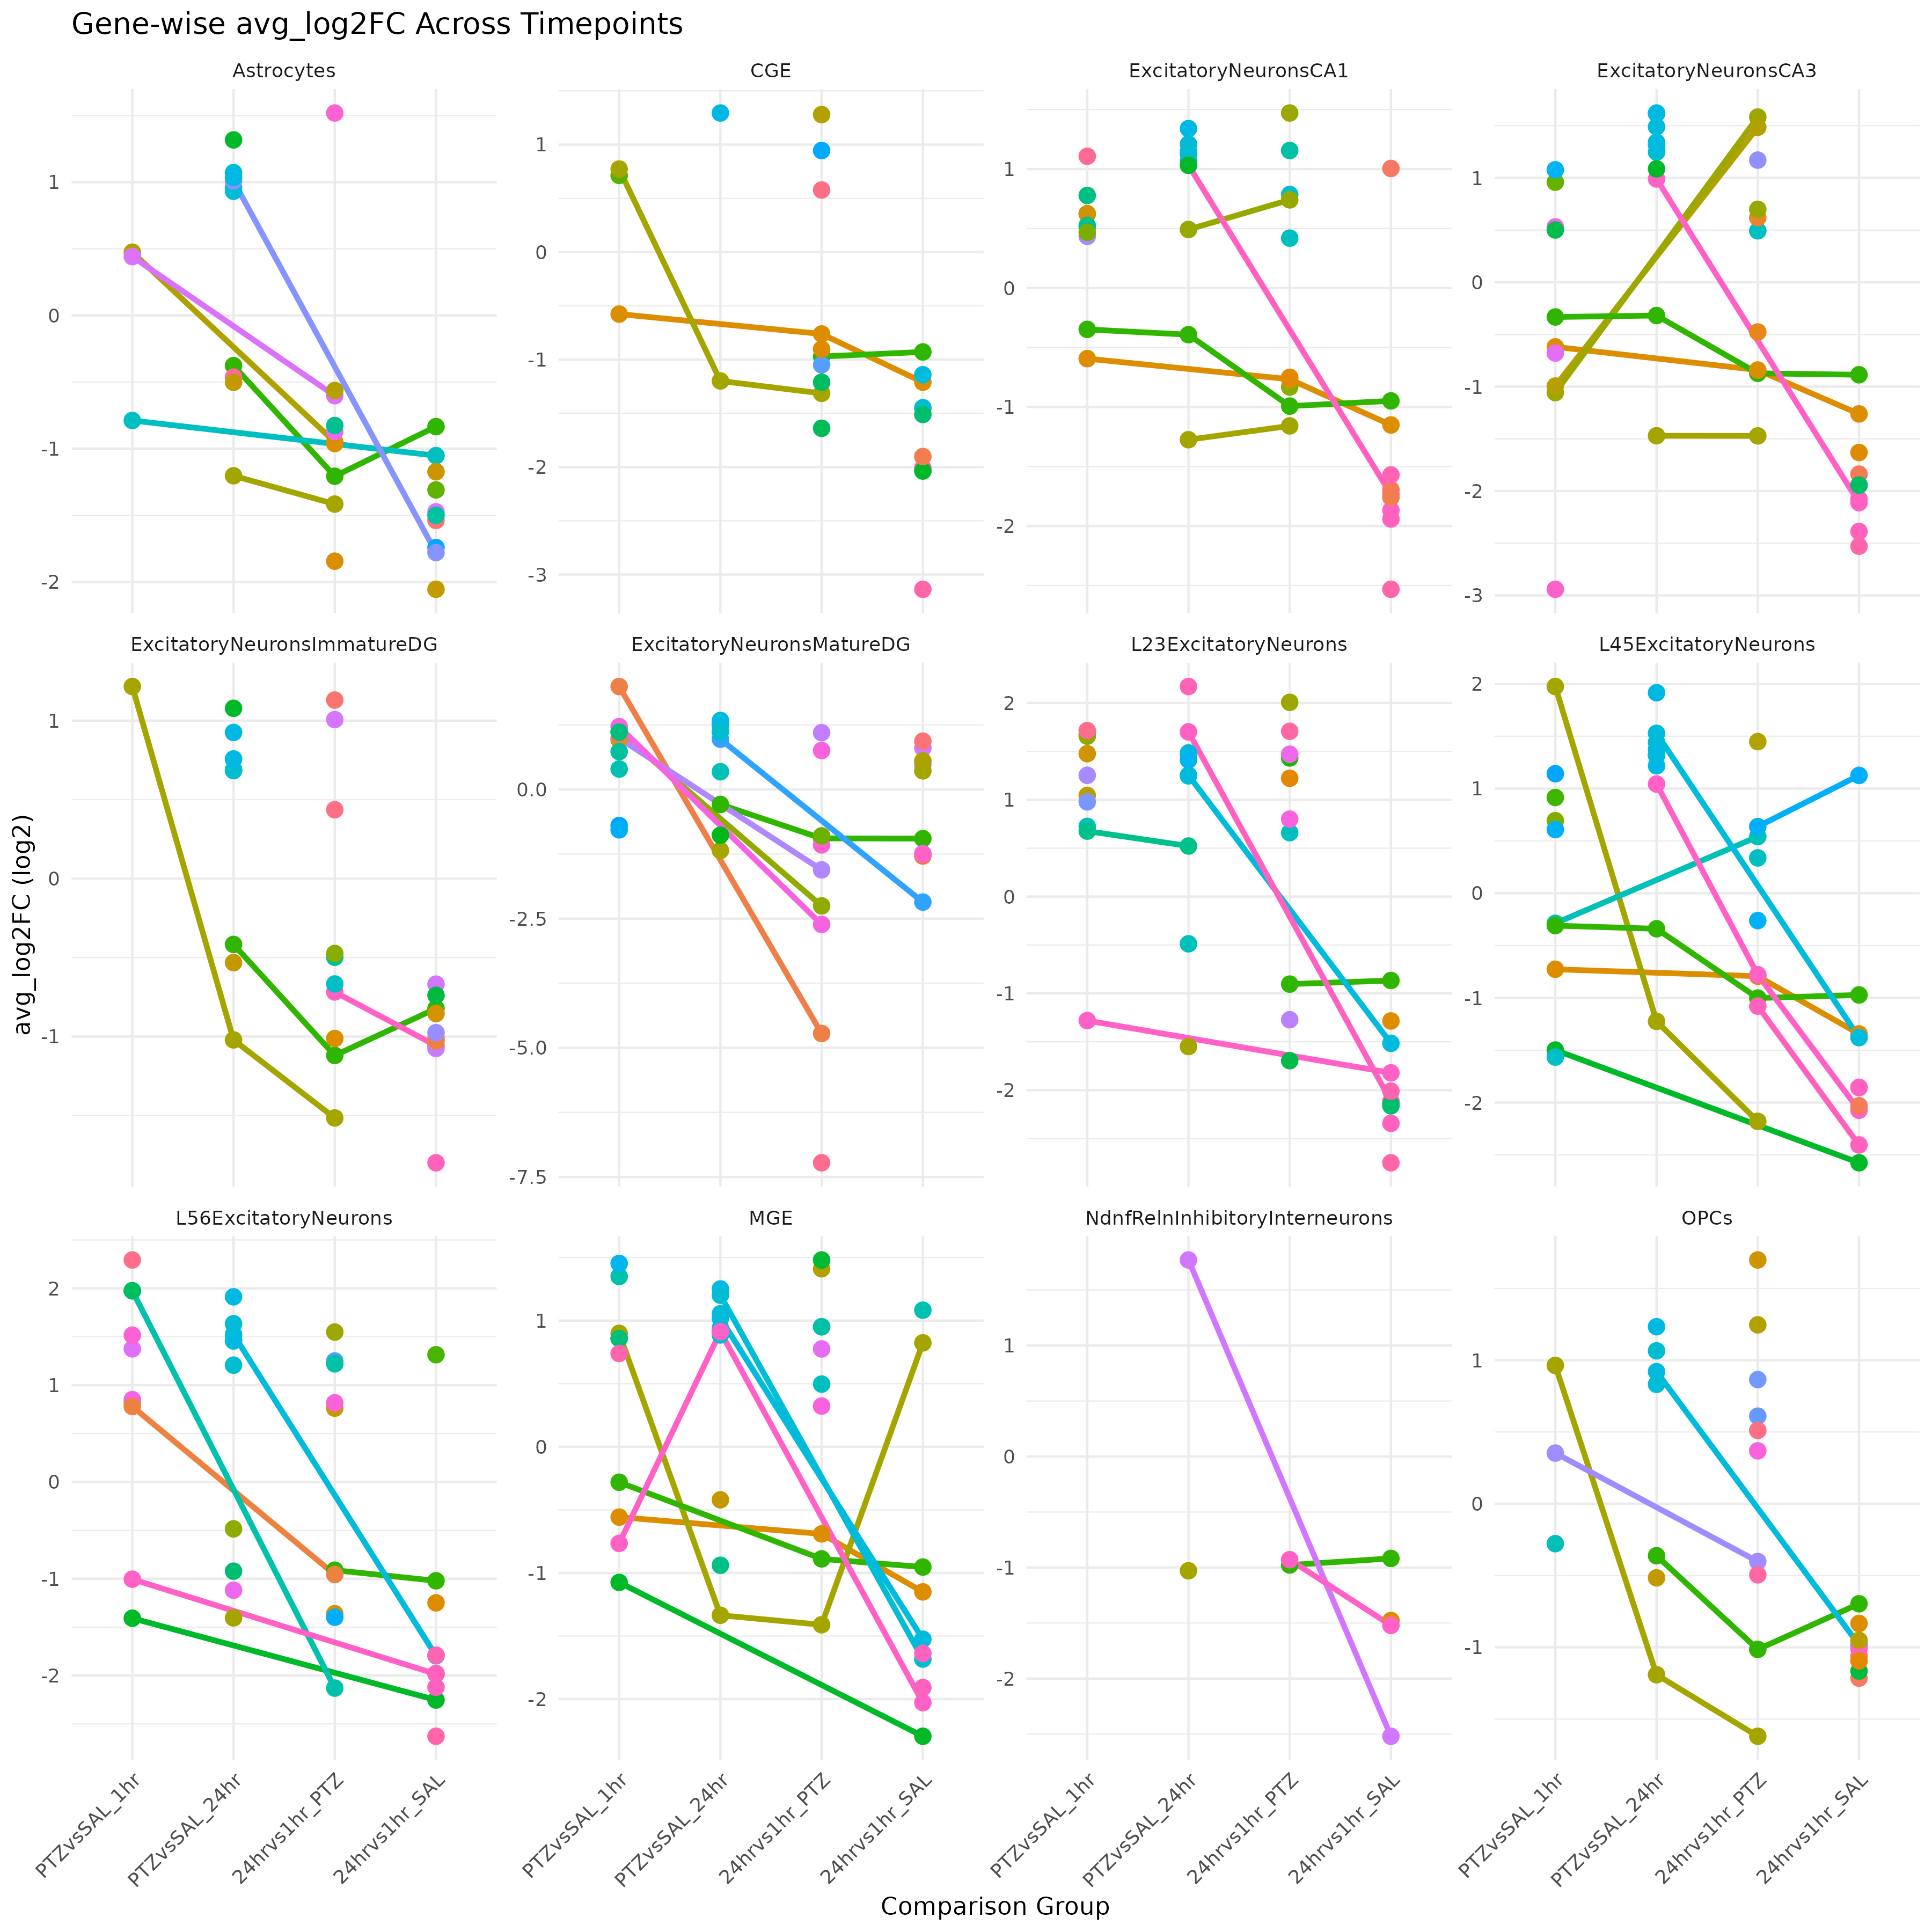 Gene-wise avg_log2FC Across Timepoints
Astrocytes
CGE
ExcitatoryNeuronsCA1
ExcitatoryNeuronsCA3
1
0
-1
-2
1
0
-1
-2
-3
1
0
-1
-2
1
0
-1
-2
-3
ExcitatoryNeuronsImmatureDG
ExcitatoryNeuronsMatureDG
L23ExcitatoryNeurons
L45ExcitatoryNeurons
1
0
-1
0.0
-2.5
-5.0
-7.5
2
1
0
-1
-2
2
1
0
-1
-2
avg_log2FC (log2)
L56ExcitatoryNeurons
MGE
NdnfRelnInhibitoryInterneurons
OPCs
2
1
0
-1
-2
1
0
-1
-2
1
0
-1
-2
1
0
-1
PTZvsSAL_1hr
PTZvsSAL_24hr
24hrvs1hr_PTZ
24hrvs1hr_SAL
PTZvsSAL_1hr
PTZvsSAL_24hr
24hrvs1hr_PTZ
24hrvs1hr_SAL
PTZvsSAL_1hr
PTZvsSAL_24hr
24hrvs1hr_PTZ
24hrvs1hr_SAL
PTZvsSAL_1hr
PTZvsSAL_24hr
24hrvs1hr_PTZ
24hrvs1hr_SAL
Comparison Group